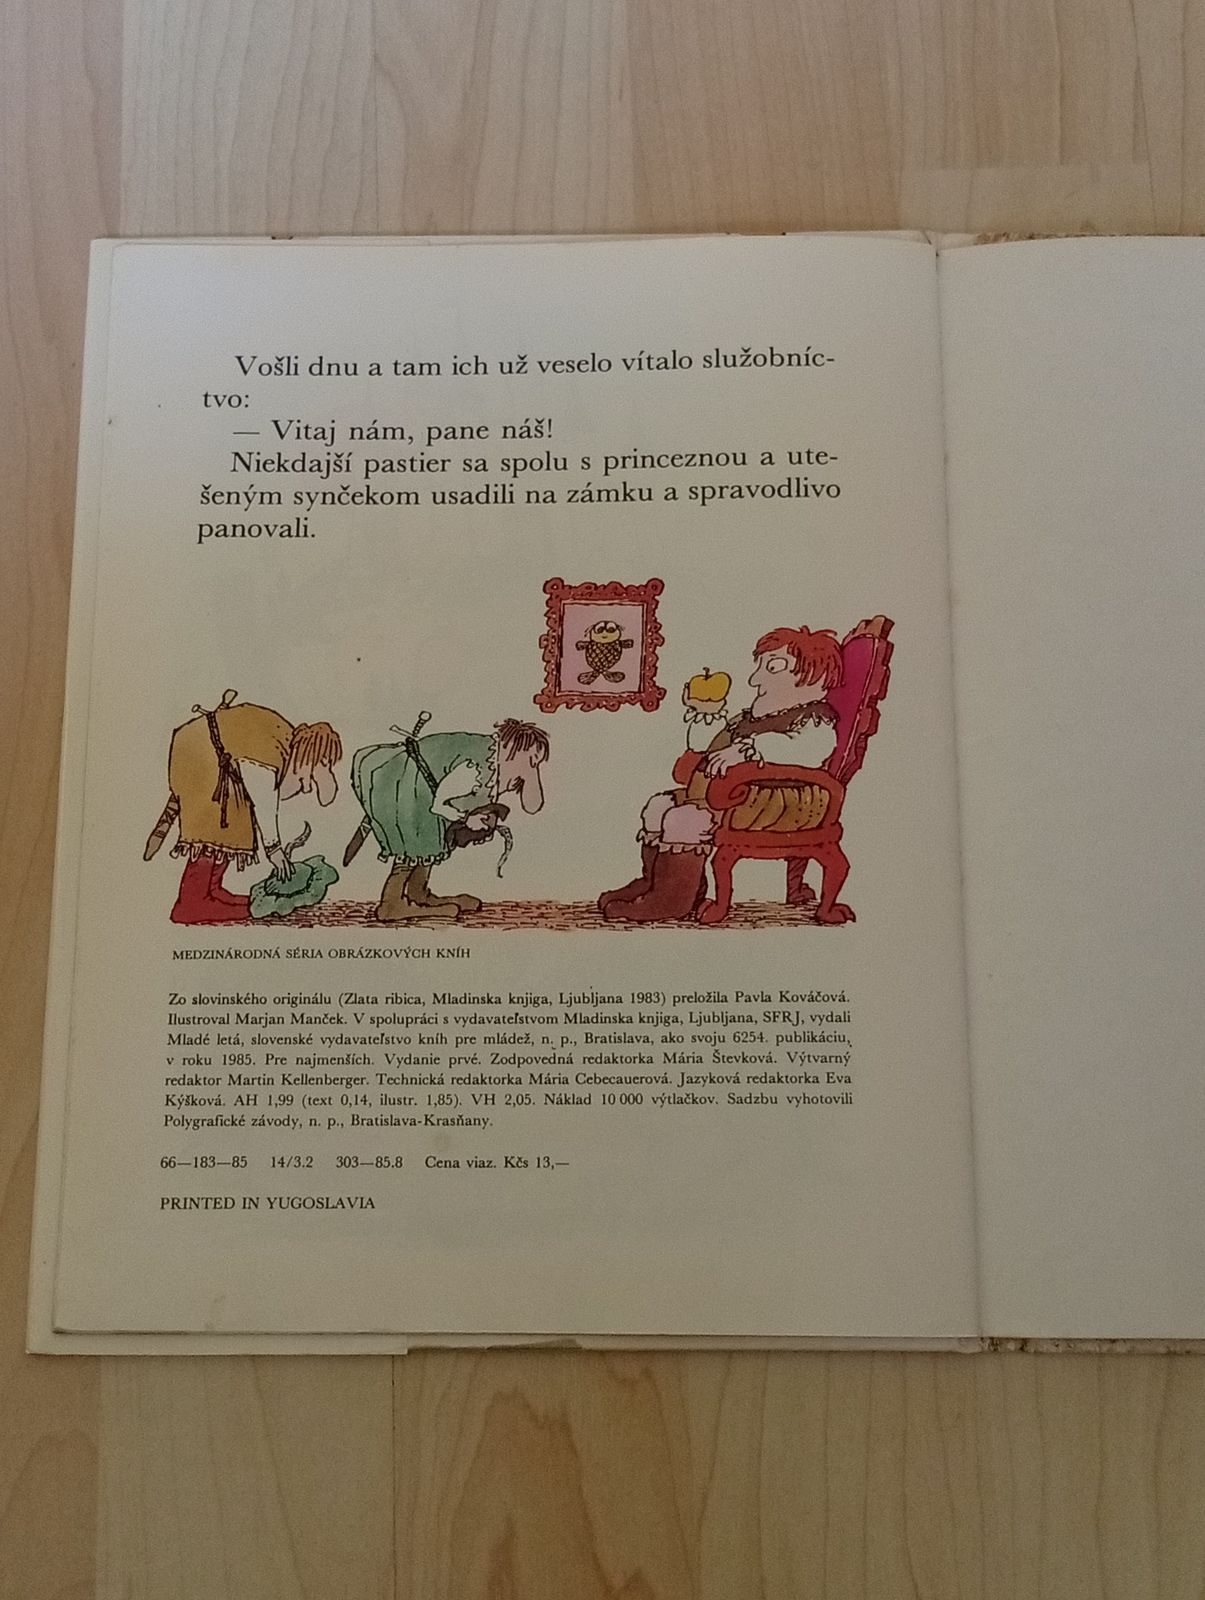 Vošli dnu a tam ich už veselo vítalo služobníc-
tvo:
— Vitaj nám, pane náš!
Niekdajší pastier sa spolu s princeznou a ute-
šeným synčekom usadili na zámku a spravodlivo
panovali.
MEDZINÁRODNÁ SÉRIA OBRÁZKOVÝCH KNÍH
Zo slovinského originálu (Zlata ribica, Mladinska knjiga, Ljubljana 1983) preložila Pavla Kováčová.
Ilustroval Marjan Manček. V spolupráci s vydavateľstvom Mladinska knjiga, Ljubljana, SFRJ, vydali
Mladé letá, slovenské vydavateľstvo kníh pre mládež, n. p., Bratislava, ako svoju 6254. publikáciu,
v roku 1985. Pre najmenších. Vydanie prvé. Zodpovedná redaktorka Mária Števková. Výtvarný
redaktor Martin Kellenberger. Technická redaktorka Mária Cebecauerová. Jazyková redaktorka Eva
Kýšková. AH 1,99 (text 0,14, ilustr. 1,85). VH 2,05. Náklad 10 000 výtlačkov. Sadzbu vyhotovili
Polygrafické závody, n. p., Bratislava-Krasňany.
66—183—85 14/3.2 303—85.8 Cena viaz. Kčs 13,—
PRINTED IN YUGOSLAVIA